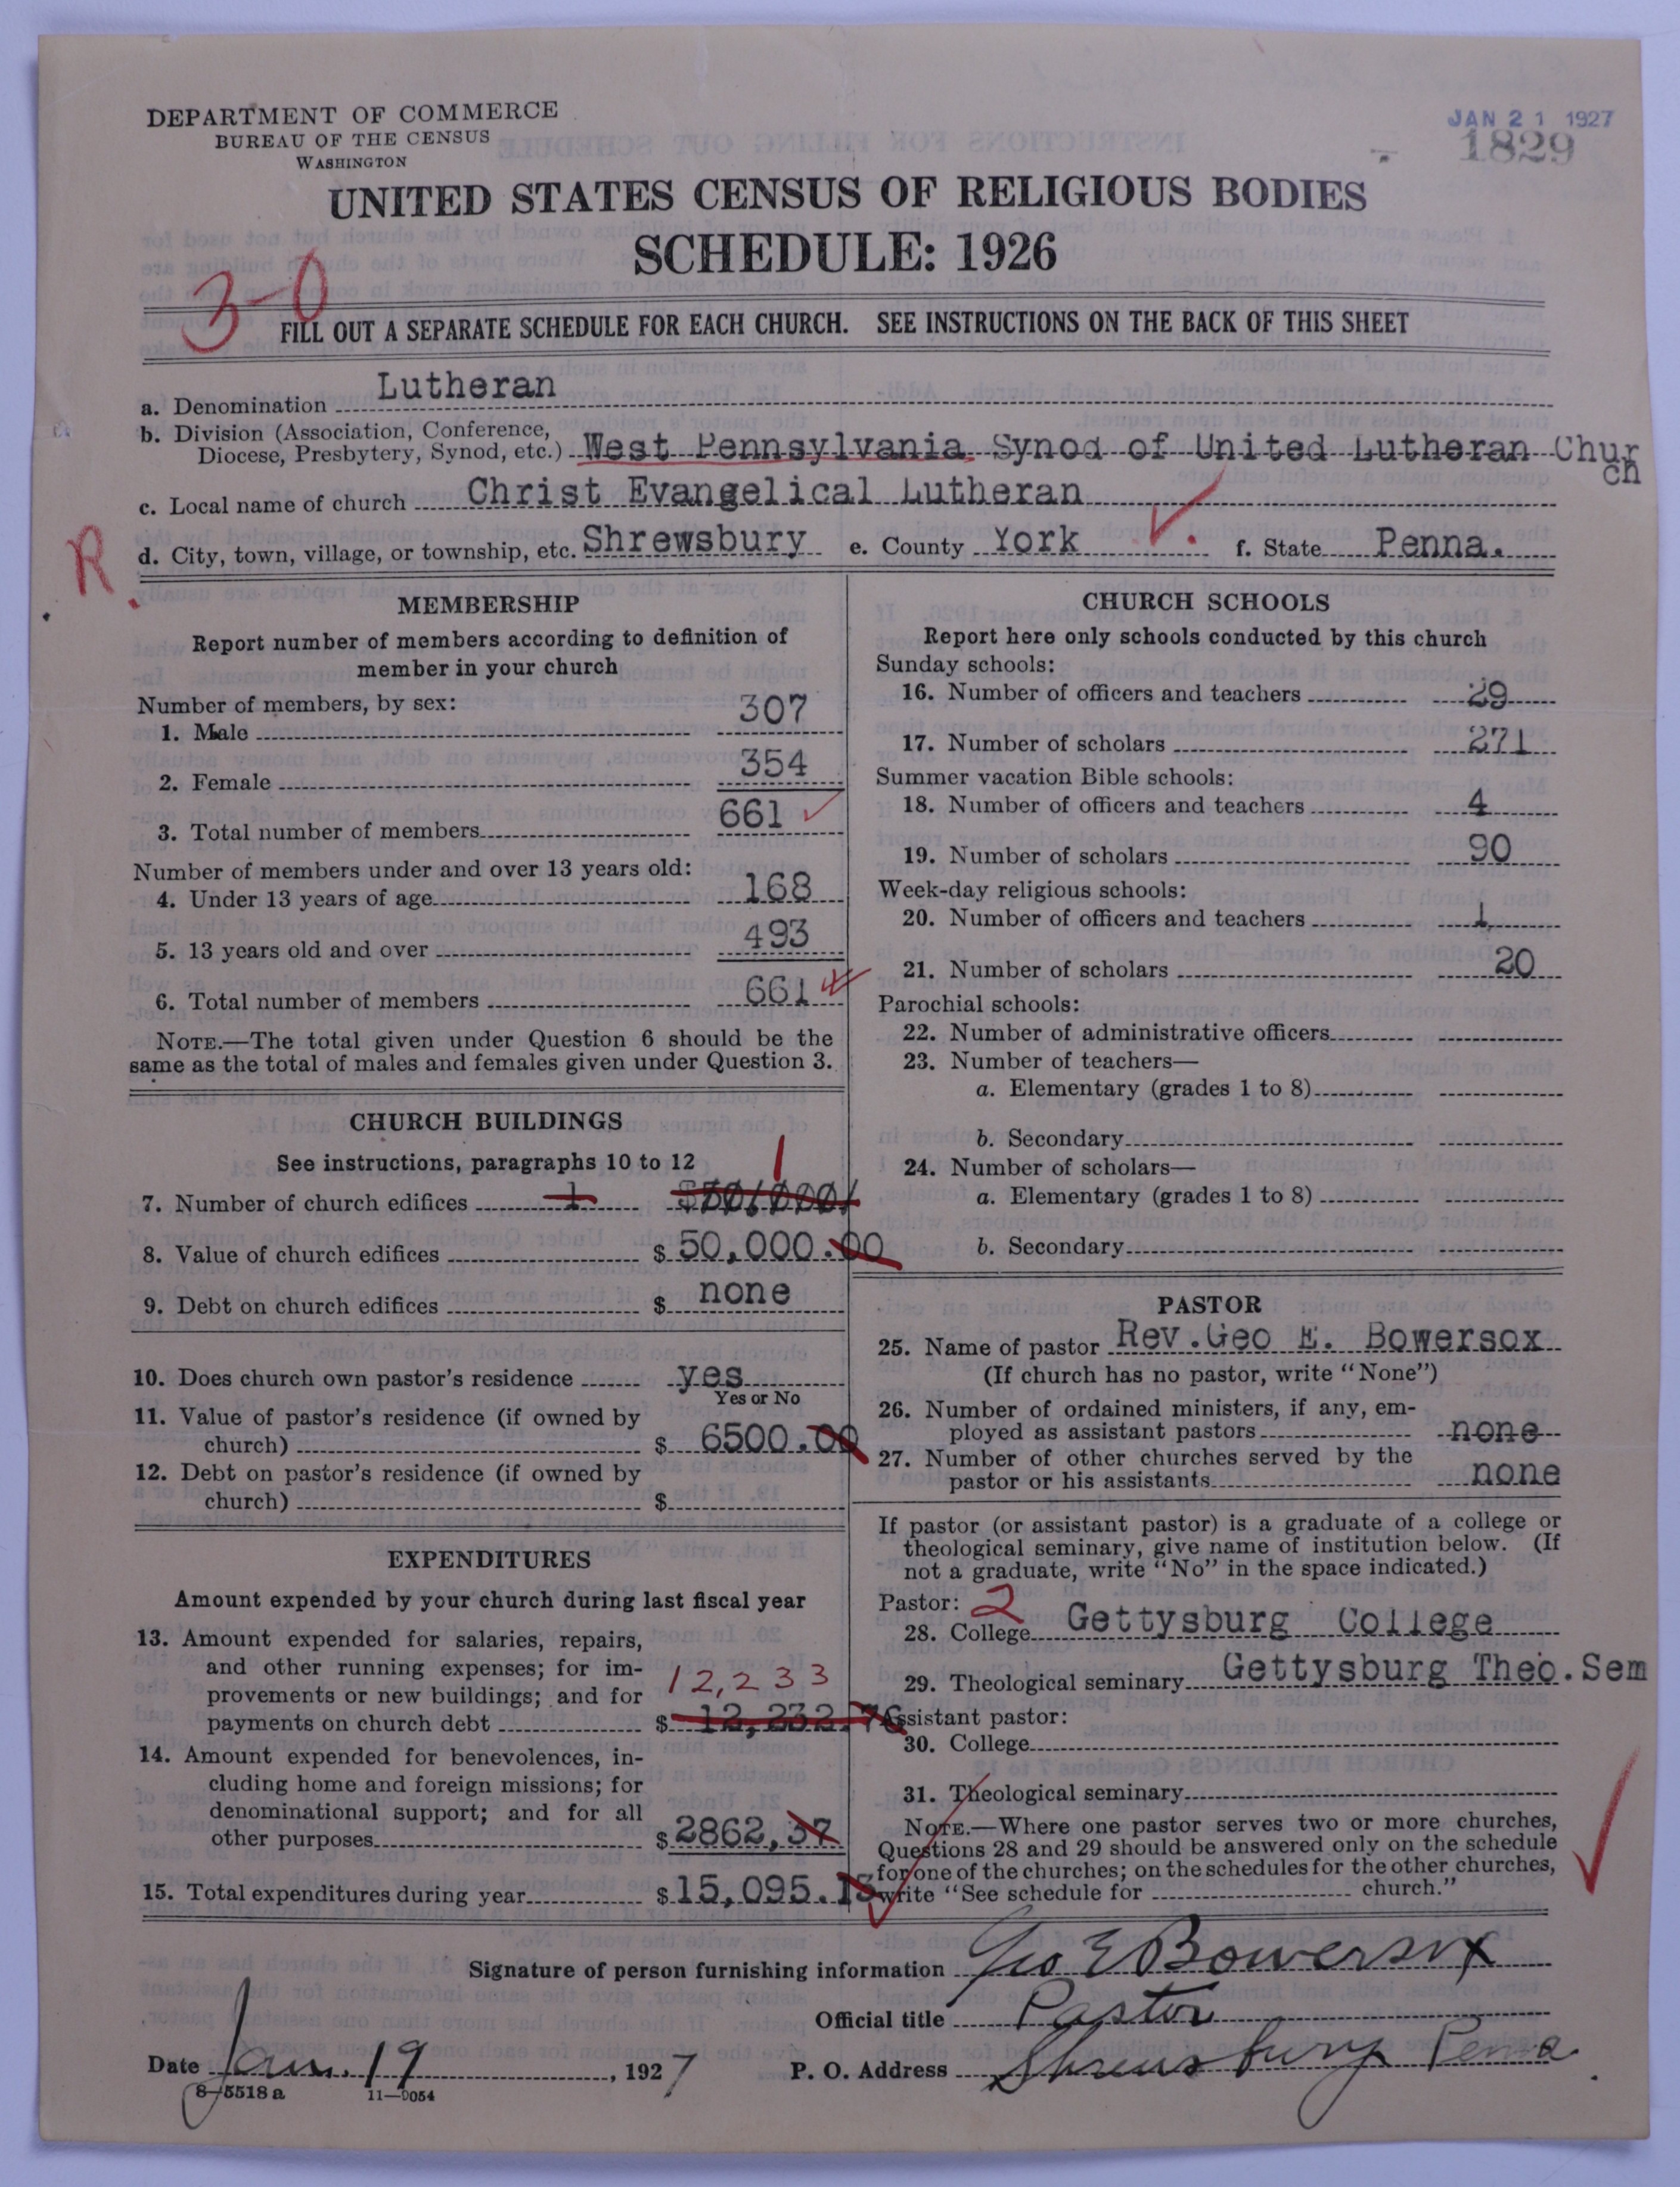 DEPARTMENT OF COMMERCE
BUREAU OF THE CENSUS
WASHINGTON
JAN 21 1927
1829
UNITED STATES CENSUS OF RELIGIOUS BODIES
SCHEDULE: 1926
3-0
FILL OUT A SEPARATE SCHEDULE FOR EACH CHURCH. SEE INSTRUCTIONS ON THE BACK OF THIS SHEET
a. Denomination Lutheran
b. Division (Association, Conference,
Diocese, Presbytery, Synod, etc.) West Pennsylvania Synod of United Lutheran Chur
ch
c. Local name of church Christ Evangelical Lutheran
R.
d. City, town, village, or township, etc. Shrewsbury e. County York f. State Penna.
MEMBERSHIP
Report number of members according to definition of
member in your church
Number of members, by sex:
1. Male 307
2. Female 354
3. Total number of members 661
Number of members under and over 13 years old:
4. Under 13 years of age 168
5. 13 years old and over 493
6. Total number of members 661
NOTE.—The total given under Question 6 should be the
same as the total of males and females given under Question 3.
CHURCH BUILDINGS
See instructions, paragraphs 10 to 12
7. Number of church edifices 1 1
8. Value of church edifices $ 50,000.00
9. Debt on church edifices $ none
10. Does church own pastor's residence yes
Yes or No
11. Value of pastor's residence (if owned by
church) $ 6500.00
12. Debt on pastor's residence (if owned by
church) $
EXPENDITURES
Amount expended by your church during last fiscal year
13. Amount expended for salaries, repairs,
and other running expenses; for im-
provements or new buildings; and for 12,233
payments on church debt $ 12,232.76
14. Amount expended for benevolences, in-
cluding home and foreign missions; for
denominational support; and for all
other purposes $ 2862,37
15. Total expenditures during year $ 15,095.13
CHURCH SCHOOLS
Report here only schools conducted by this church
Sunday schools:
16. Number of officers and teachers 29
17. Number of scholars 271
Summer vacation Bible schools:
18. Number of officers and teachers 4
19. Number of scholars 90
Week-day religious schools:
20. Number of officers and teachers 1
21. Number of scholars 20
Parochial schools:
22. Number of administrative officers
23. Number of teachers—
a. Elementary (grades 1 to 8)
b. Secondary
24. Number of scholars—
a. Elementary (grades 1 to 8)
b. Secondary
PASTOR
25. Name of pastor Rev.Geo E. Bowersox
(If church has no pastor, write "None")
26. Number of ordained ministers, if any, em-
ployed as assistant pastors none
27. Number of other churches served by the
pastor or his assistants none
If pastor (or assistant pastor) is a graduate of a college or
theological seminary, give name of institution below. (If
not a graduate, write "No" in the space indicated.)
Pastor: 2
28. College Gettysburg College
29. Theological seminary Gettysburg Theo.Sem
Assistant pastor:
30. College
31. Theological seminary
NOTE.—Where one pastor serves two or more churches,
Questions 28 and 29 should be answered only on the schedule
for one of the churches; on the schedules for the other churches,
write "See schedule for church."
Signature of person furnishing information Geo E Bowersox
Official title Pastor
Date Jan. 19, 1927 P. O. Address Shrewsbury Penna
8-5518 a 11-9054